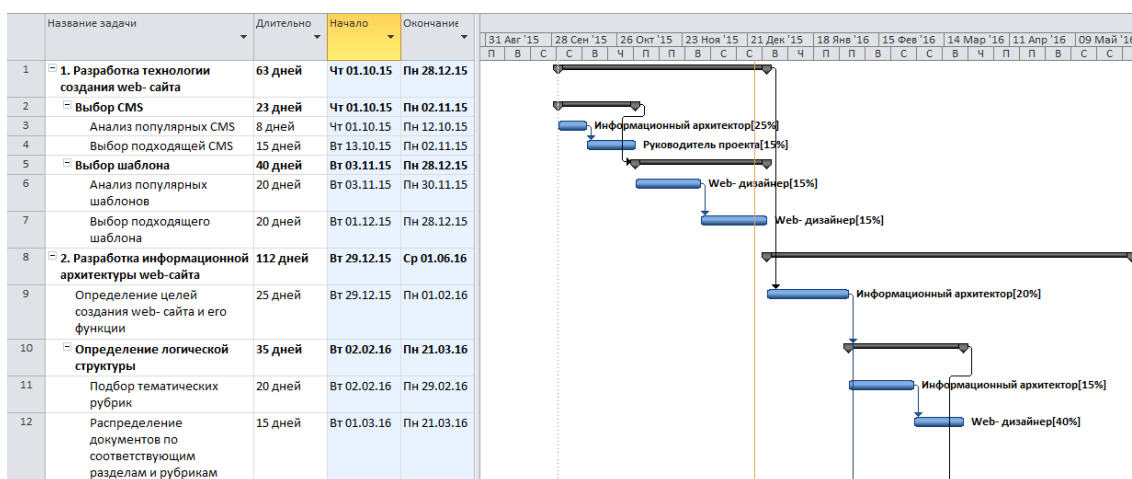 Название задачи Длительно Начало Окончание
31 Авг '15 28 Сен '15 26 Окт '15 23 Ноя '15 21 Дек '15 18 Янв '16 15 Фев '16 14 Мар '16 11 Апр '16 09 Май '16
П В С С В Ч П П В С С В Ч П П В С С В Ч П П В С С
1 1. Разработка технологии 63 дней Чт 01.10.15 Пн 28.12.15
создания web- сайта
2 Выбор CMS 23 дней Чт 01.10.15 Пн 02.11.15
3 Анализ популярных CMS 8 дней Чт 01.10.15 Пн 12.10.15 Информационный архитектор[25%]
4 Выбор подходящей CMS 15 дней Вт 13.10.15 Пн 02.11.15 Руководитель проекта[15%]
5 Выбор шаблона 40 дней Вт 03.11.15 Пн 28.12.15
6 Анализ популярных 20 дней Вт 03.11.15 Пн 30.11.15 Web- дизайнер[15%]
шаблонов
7 Выбор подходящего 20 дней Вт 01.12.15 Пн 28.12.15 Web- дизайнер[15%]
шаблона
8 2. Разработка информационной 112 дней Вт 29.12.15 Ср 01.06.16
архитектуры web-сайта
9 Определение целей 25 дней Вт 29.12.15 Пн 01.02.16 Информационный архитектор[20%]
создания web- сайта и его
функции
10 Определение логической 35 дней Вт 02.02.16 Пн 21.03.16
структуры
11 Подбор тематических 20 дней Вт 02.02.16 Пн 29.02.16 Информационный архитектор[15%]
рубрик
12 Распределение 15 дней Вт 01.03.16 Пн 21.03.16 Web- дизайнер[40%]
документов по
соответствующим
разделам и рубрикам